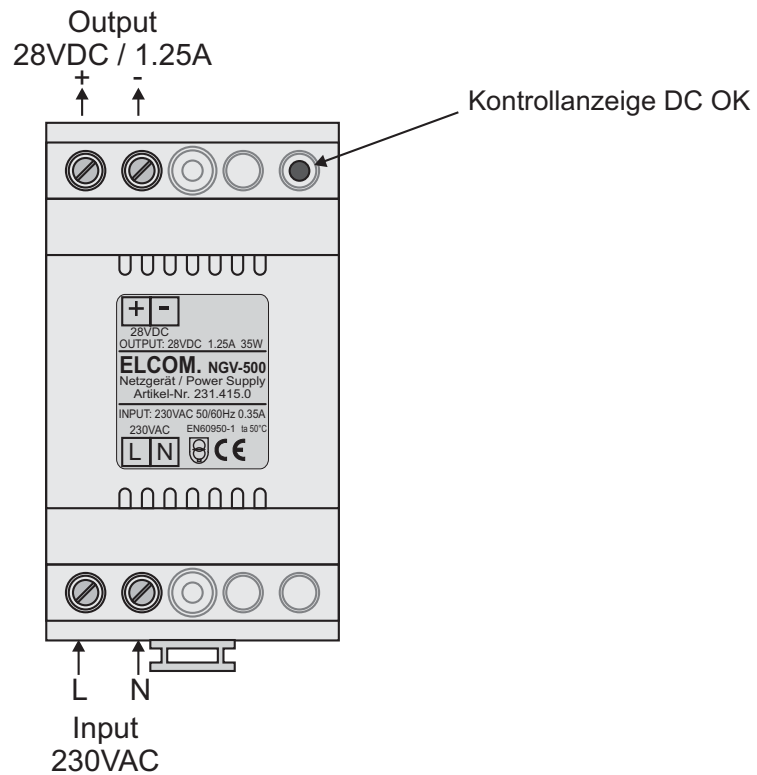 Output
28VDC / 1.25A
+ -
Kontrollanzeige DC OK
+ -
28VDC
OUTPUT: 28VDC 1.25A 35W
ELCOM. NGV-500
Netzgerät / Power Supply
Artikel-Nr. 231.415.0
INPUT: 230VAC 50/60Hz 0.35A
230VAC EN60950-1 ta 50°C
L N CE
L N
Input
230VAC